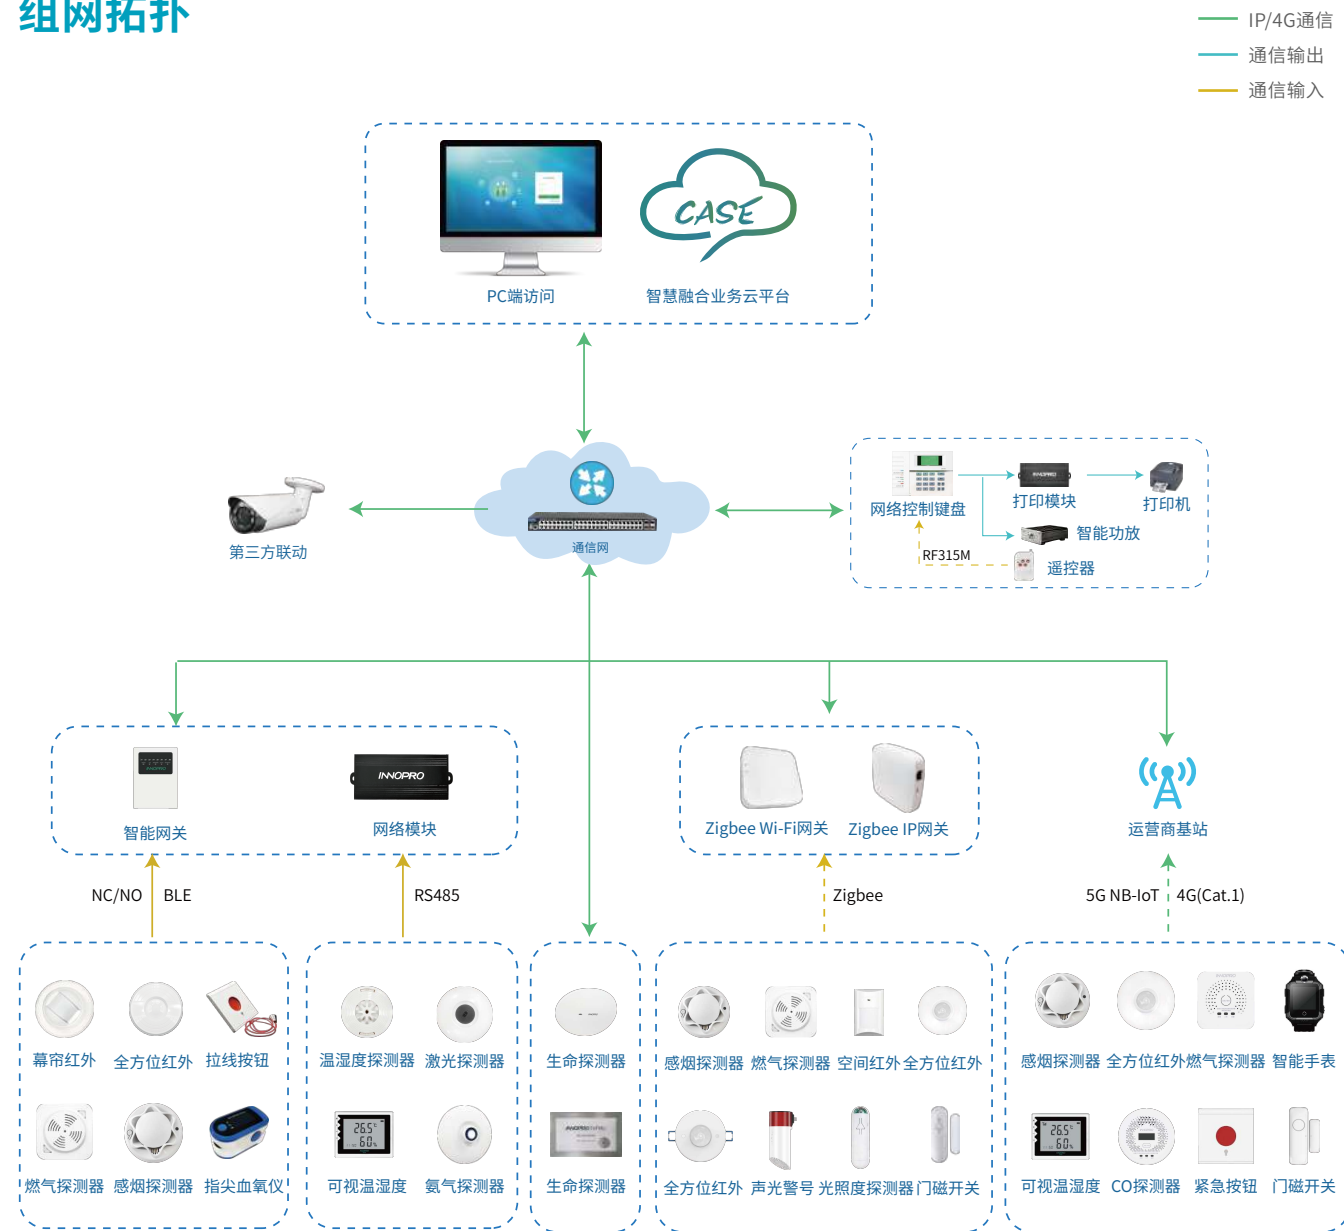 组网拓扑
IP/4G通信
通信输出
通信输入
CASE
PC端访问
智慧融合业务云平台
第三方联动
通信网
网络控制键盘
INNOPRO
打印模块
打印机
智能功放
RF315M
遥控器
INNOPRO
INNOPRO
智能网关
网络模块
Zigbee Wi-Fi网关
Zigbee IP网关
运营商基站
NC/NO
BLE
RS485
Zigbee
5G NB-IoT
4G(Cat.1)
幕帘红外
全方位红外
拉线按钮
温湿度探测器
激光探测器
生命探测器
感烟探测器
燃气探测器
空间红外
全方位红外
感烟探测器
全方位红外
燃气探测器
智能手表
26.5
60
26.5
60
燃气探测器
感烟探测器
指尖血氧仪
可视温湿度
氨气探测器
生命探测器
全方位红外
声光警号
光照度探测器
门磁开关
可视温湿度
CO探测器
紧急按钮
门磁开关